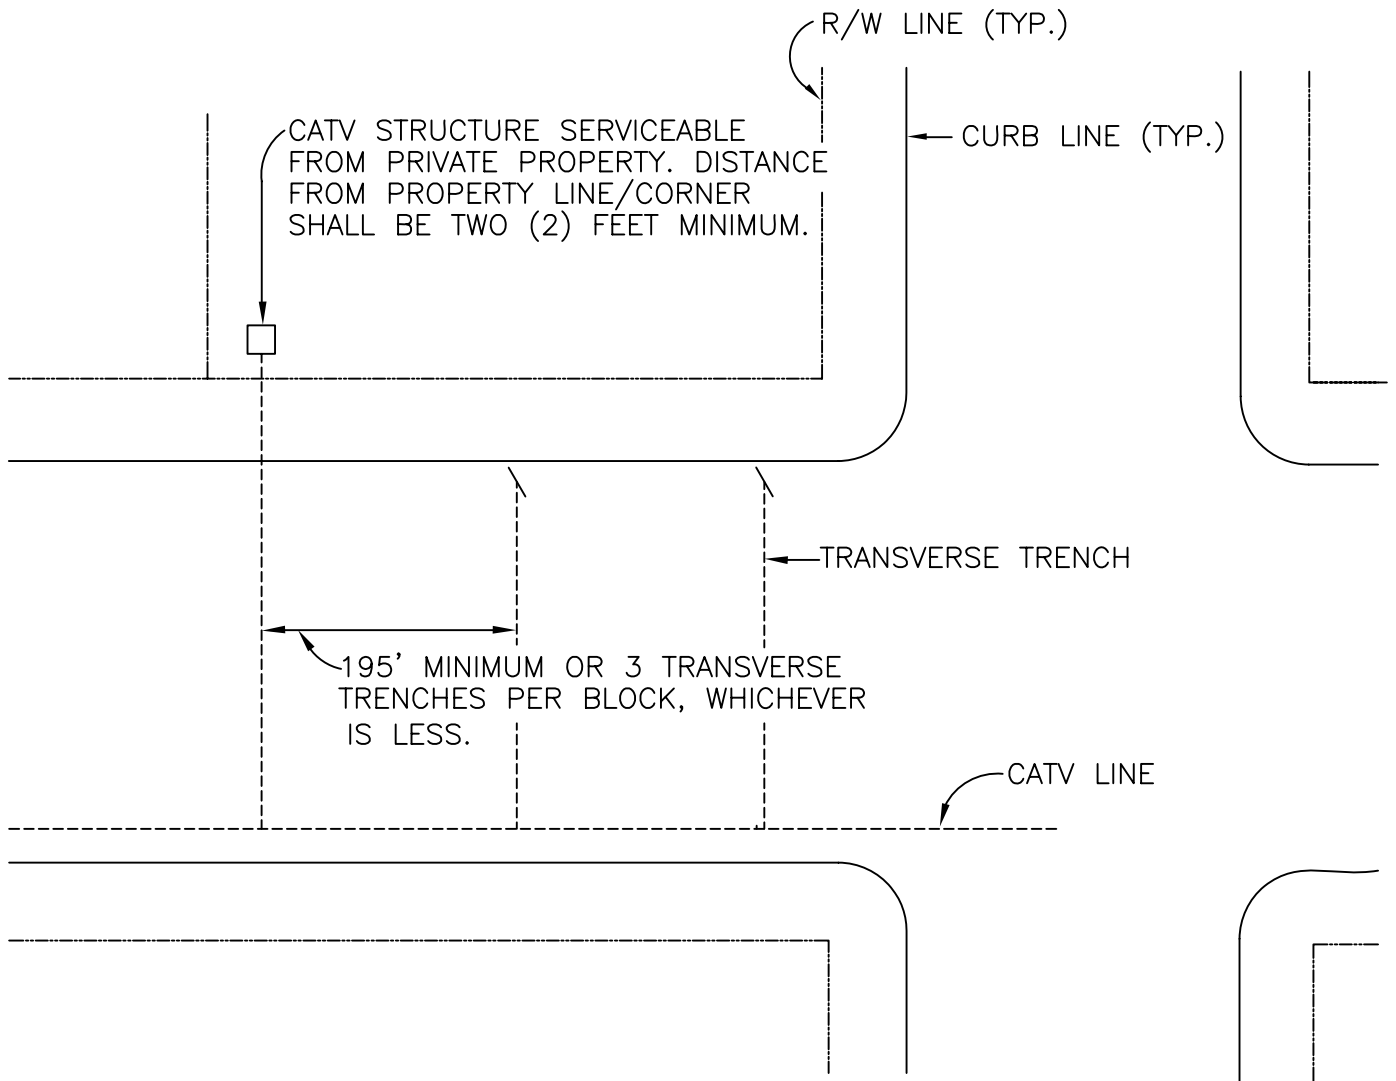 R/W LINE (TYP.)
CATV STRUCTURE SERVICEABLE
FROM PRIVATE PROPERTY. DISTANCE
FROM PROPERTY LINE/CORNER
SHALL BE TWO (2) FEET MINIMUM.
CURB LINE (TYP.)
TRANSVERSE TRENCH
195' MINIMUM OR 3 TRANSVERSE
TRENCHES PER BLOCK, WHICHEVER
IS LESS.
CATV LINE